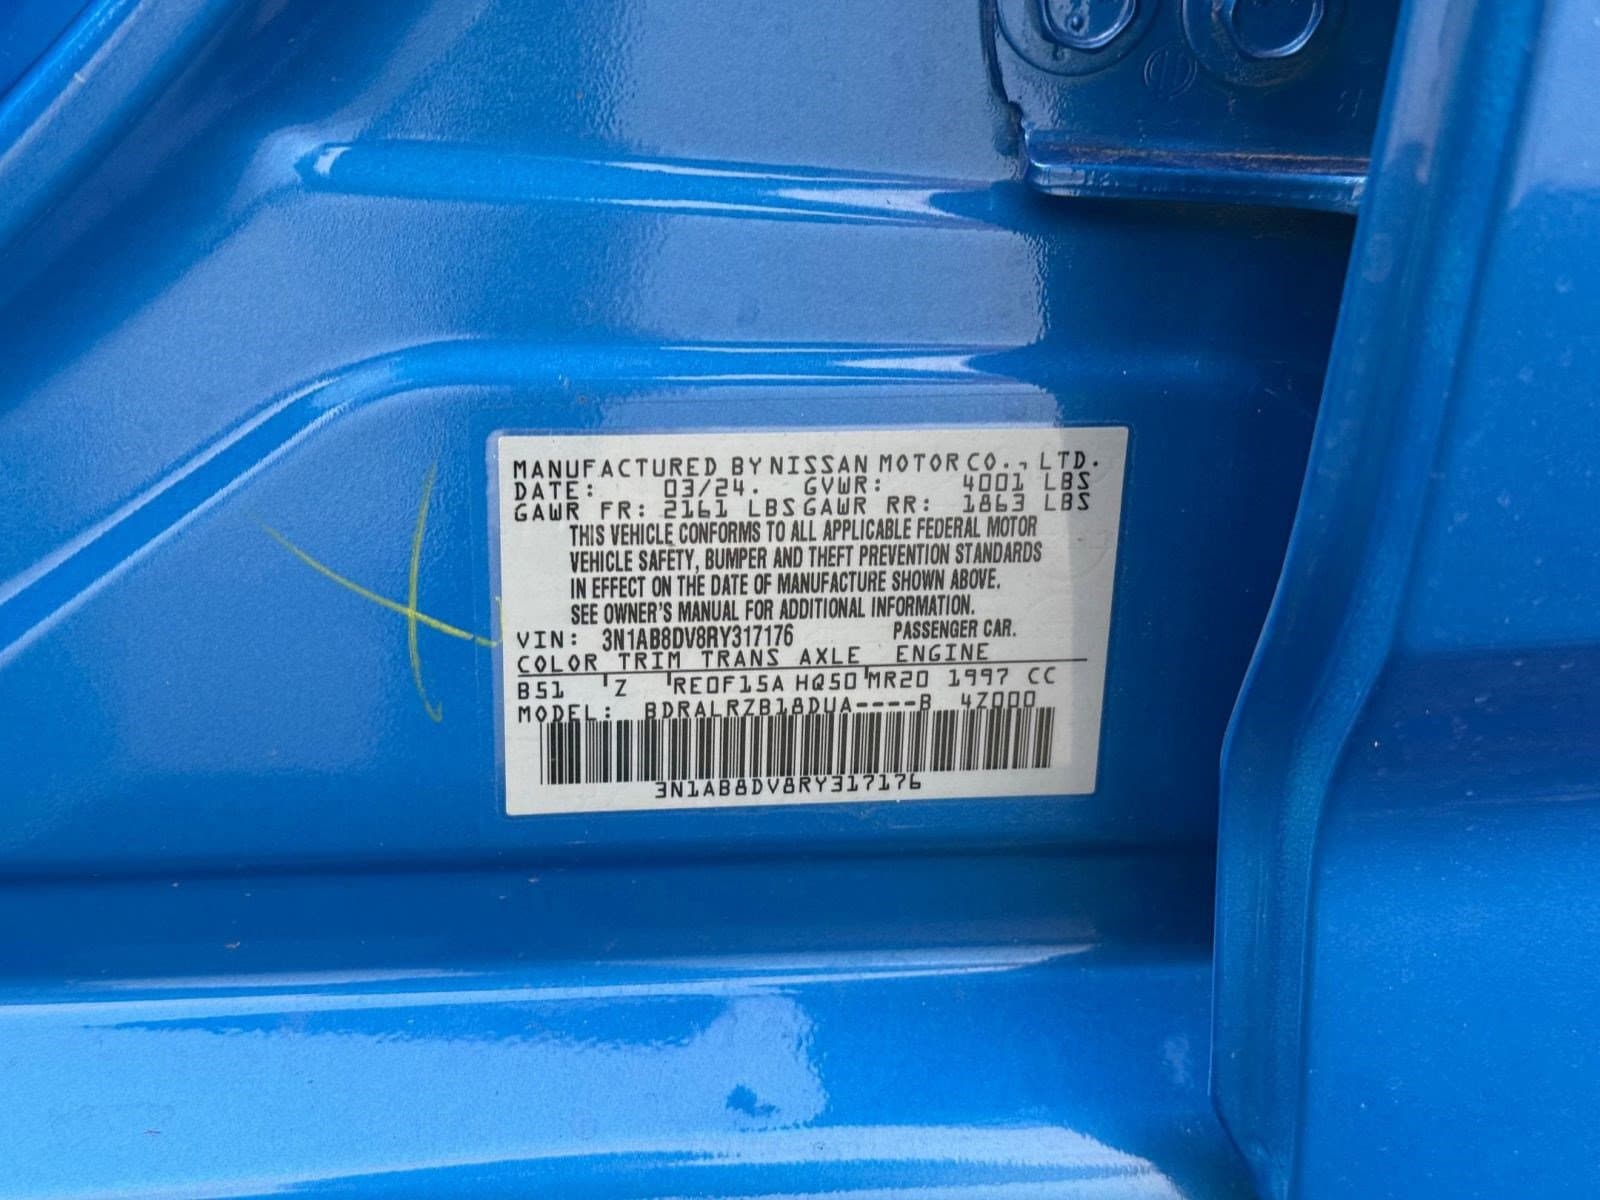 MANUFACTURED BY NISSAN MOTOR CO., LTD.
DATE: 03/24. GVWR: 4001 LBS
GAWR FR: 2161 LBS GAWR RR: 1863 LBS
THIS VEHICLE CONFORMS TO ALL APPLICABLE FEDERAL MOTOR
VEHICLE SAFETY, BUMPER AND THEFT PREVENTION STANDARDS
IN EFFECT ON THE DATE OF MANUFACTURE SHOWN ABOVE.
SEE OWNER'S MANUAL FOR ADDITIONAL INFORMATION.
VIN: 3N1AB8DV8RY317176 PASSENGER CAR.
COLOR TRIM TRANS AXLE ENGINE
B51 Z RE0F15A HQ50 MR20 1997 CC
MODEL: BDRALRZB18DUA----B 4Z000
3N1AB8DV8RY317176